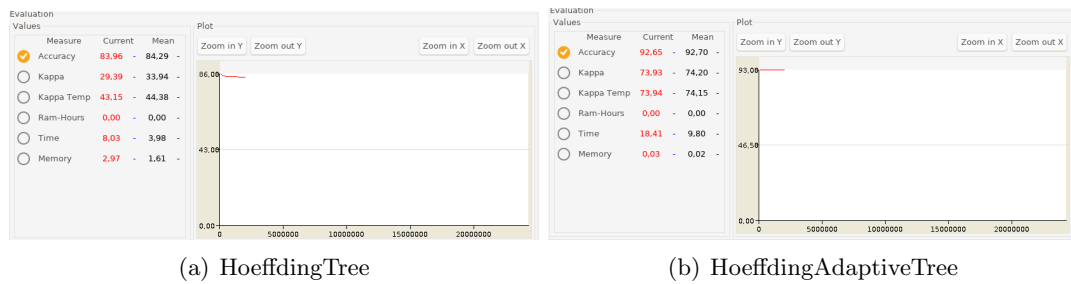 Evaluation
Values
Plot
Measure Current Mean
Accuracy 83,96 - 84,29 -
Kappa 29,39 - 33,94 -
Kappa Temp 43,15 - 44,38 -
Ram-Hours 0,00 - 0,00 -
Time 8,03 - 3,98 -
Memory 2,97 - 1,61 -
Zoom in Y Zoom out Y Zoom in X Zoom out X
86,00
43,00
0,00
0 5000000 10000000 15000000 20000000
(a) HoeffdingTree
Evaluation
Values
Plot
Measure Current Mean
Accuracy 92,65 - 92,70 -
Kappa 73,93 - 74,20 -
Kappa Temp 73,94 - 74,15 -
Ram-Hours 0,00 - 0,00 -
Time 18,41 - 9,80 -
Memory 0,03 - 0,02 -
Zoom in Y Zoom out Y Zoom in X Zoom out X
93,00
46,50
0,00
0 5000000 10000000 15000000 20000000
(b) HoeffdingAdaptiveTree